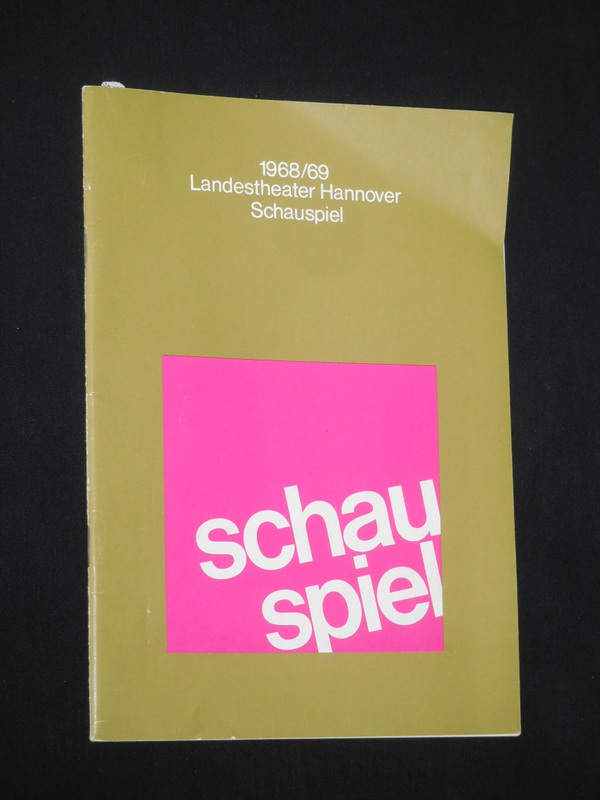 1968/69
Landestheater Hannover
Schauspiel
schau
spiel